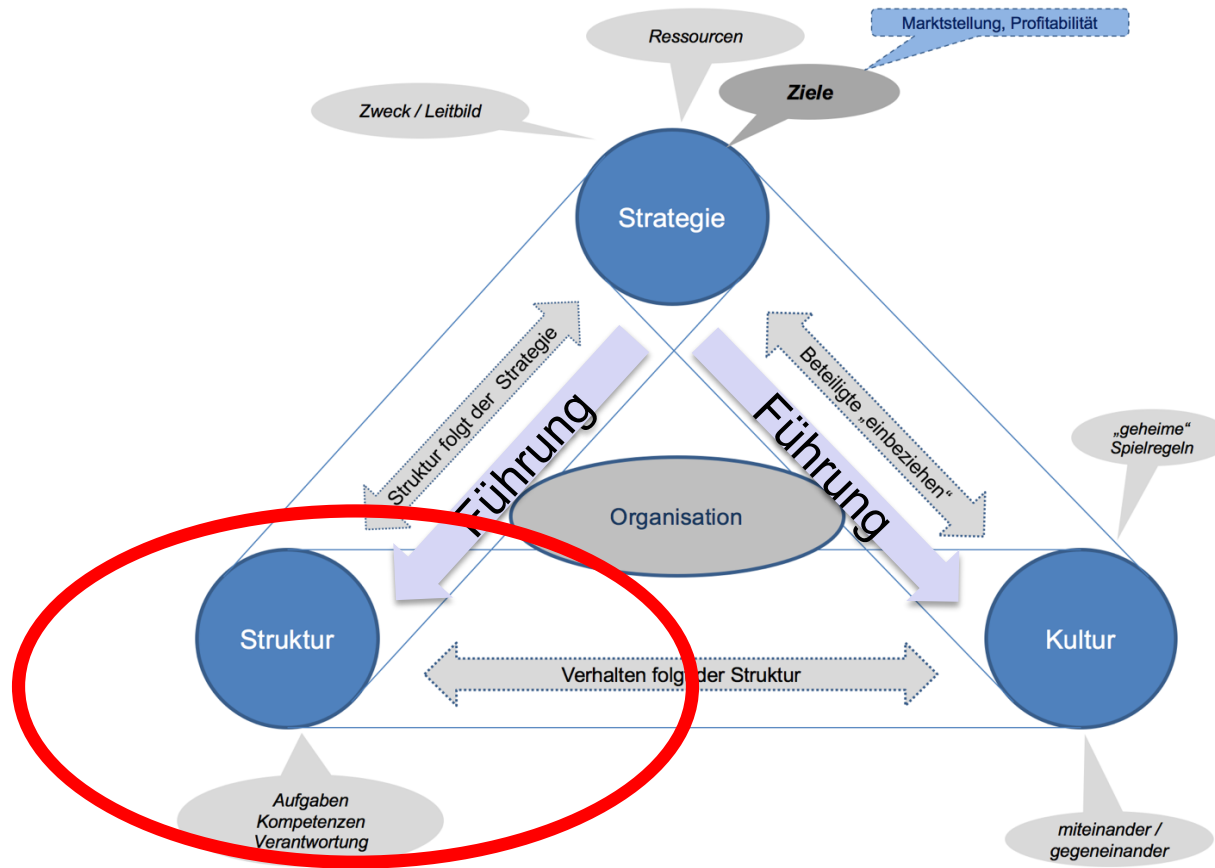 Marktstellung, Profitabilität
Ressourcen
Ziele
Zweck / Leitbild
Strategie
Struktur folgt der Strategie
Führung
Führung
Beteiligte „einbeziehen“
„geheime“
Spielregeln
Organisation
Struktur
Kultur
Verhalten folgt der Struktur
Aufgaben
Kompetenzen
Verantwortung
miteinander /
gegeneinander